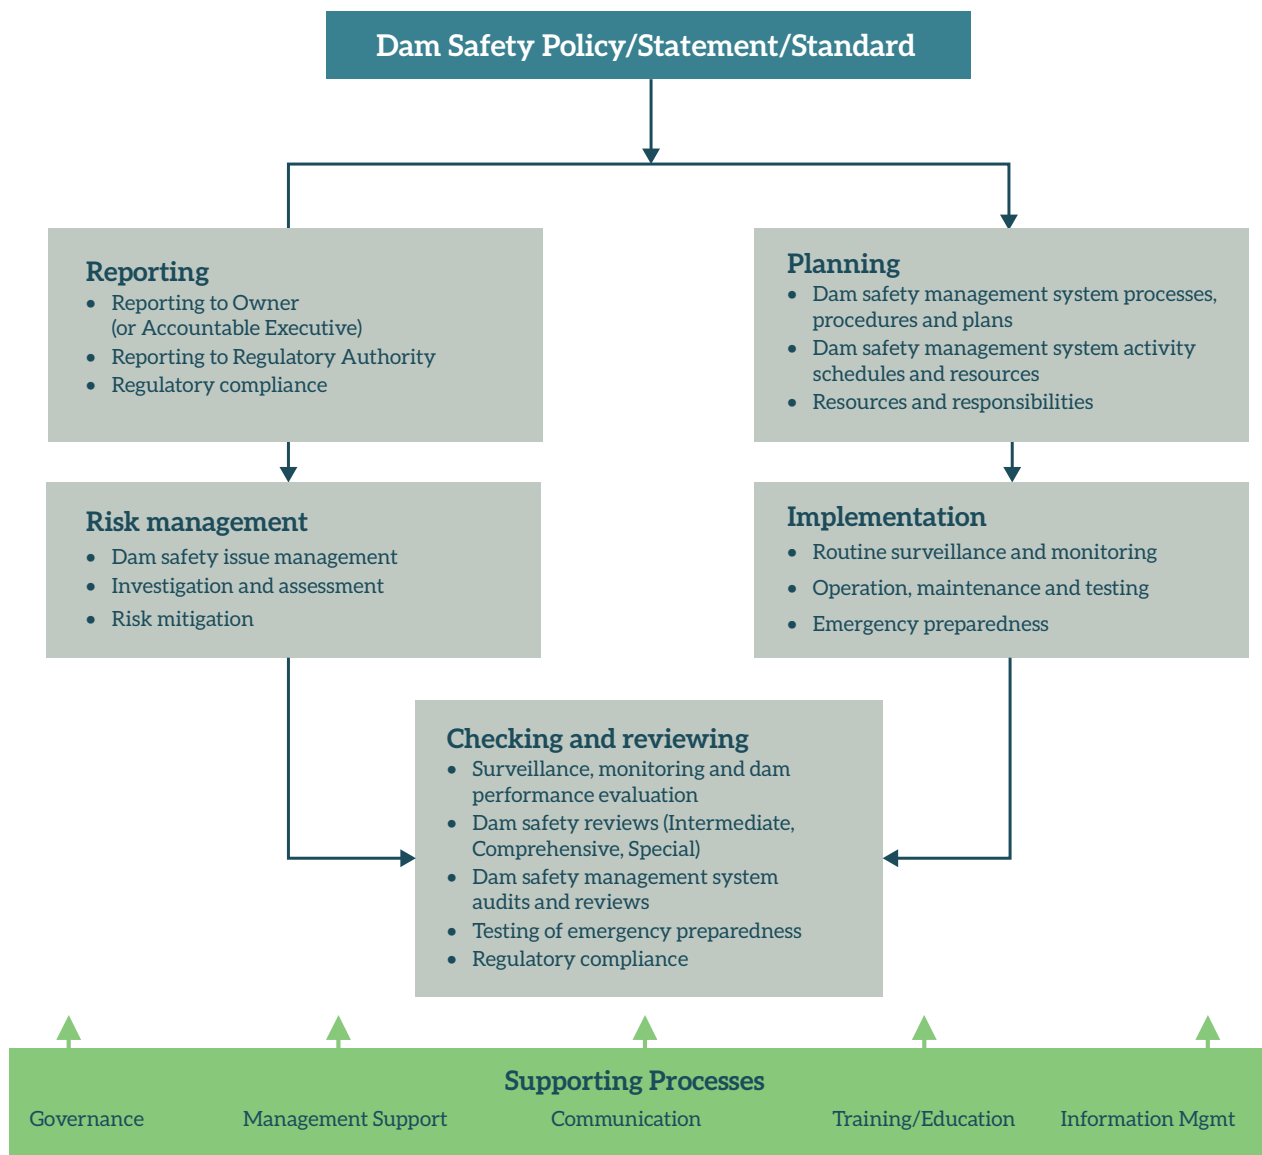 Dam Safety Policy/Statement/Standard
Reporting
• Reporting to Owner
(or Accountable Executive)
• Reporting to Regulatory Authority
• Regulatory compliance
Planning
• Dam safety management system processes,
procedures and plans
• Dam safety management system activity
schedules and resources
• Resources and responsibilities
Risk management
• Dam safety issue management
• Investigation and assessment
• Risk mitigation
Implementation
• Routine surveillance and monitoring
• Operation, maintenance and testing
• Emergency preparedness
Checking and reviewing
• Surveillance, monitoring and dam
performance evaluation
• Dam safety reviews (Intermediate,
Comprehensive, Special)
• Dam safety management system
audits and reviews
• Testing of emergency preparedness
• Regulatory compliance
Supporting Processes
Governance
Management Support
Communication
Training/Education
Information Mgmt